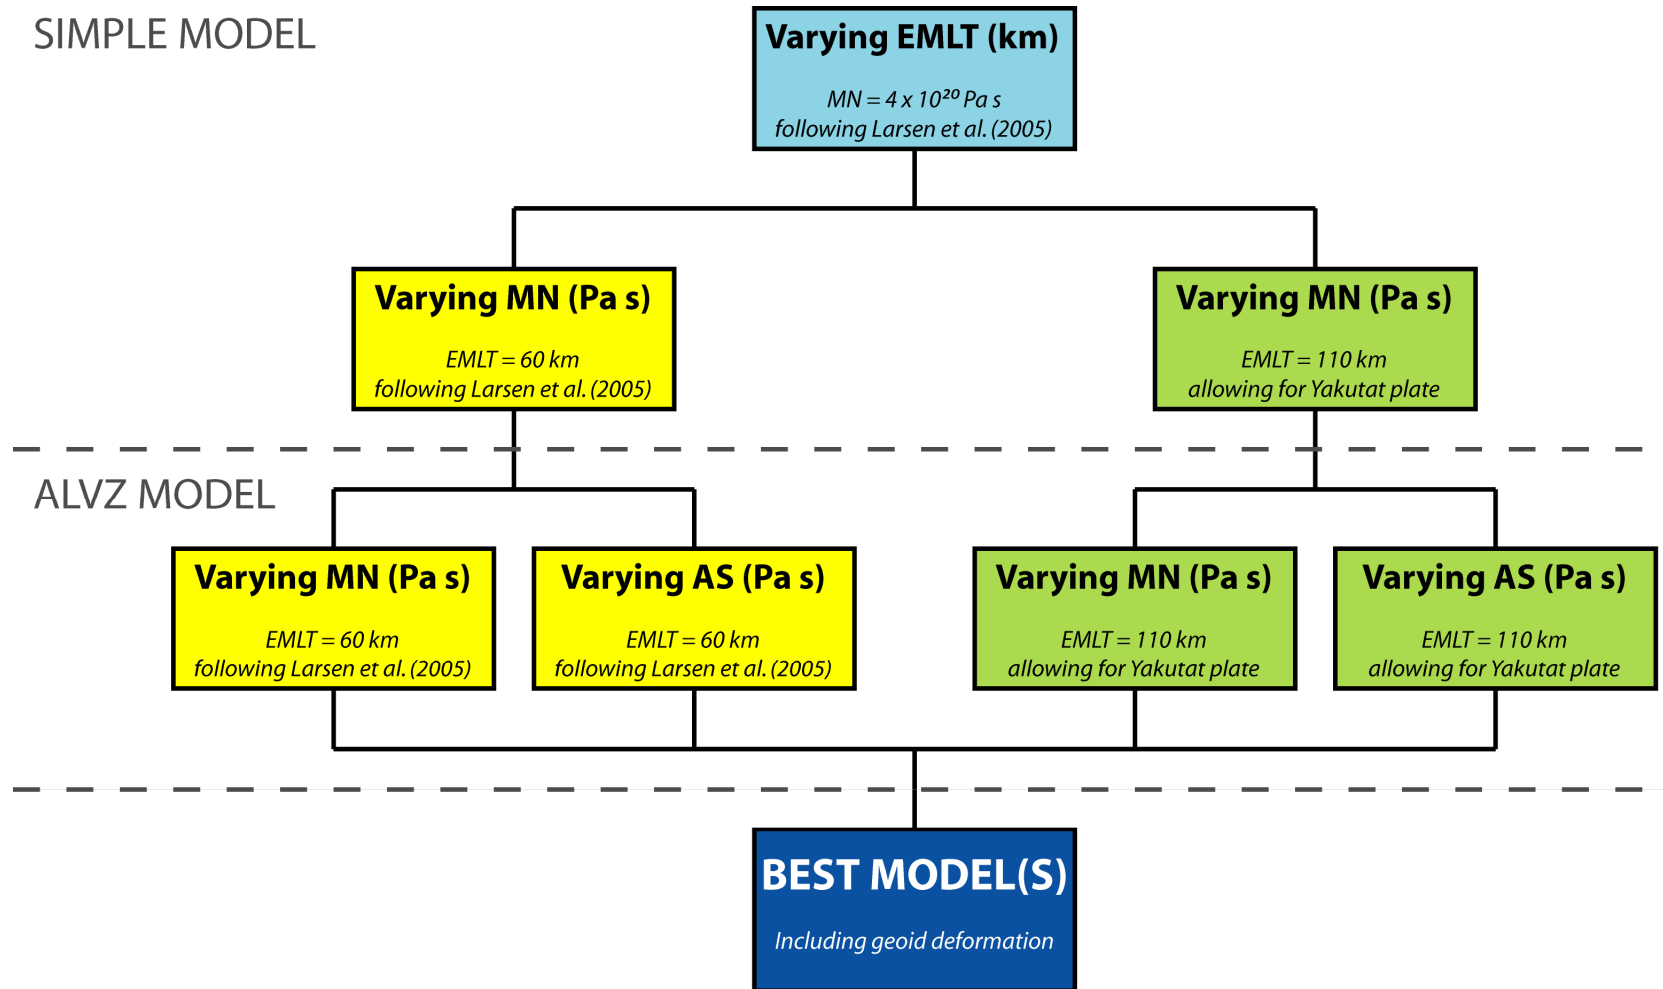 SIMPLE MODEL
Varying EMLT (km)
MN = 4 x 10²⁰ Pa s
following Larsen et al. (2005)
Varying MN (Pa s)
EMLT = 60 km
following Larsen et al. (2005)
Varying MN (Pa s)
EMLT = 110 km
allowing for Yakutat plate
ALVZ MODEL
Varying MN (Pa s)
EMLT = 60 km
following Larsen et al. (2005)
Varying AS (Pa s)
EMLT = 60 km
following Larsen et al. (2005)
Varying MN (Pa s)
EMLT = 110 km
allowing for Yakutat plate
Varying AS (Pa s)
EMLT = 110 km
allowing for Yakutat plate
BEST MODEL(S)
Including geoid deformation